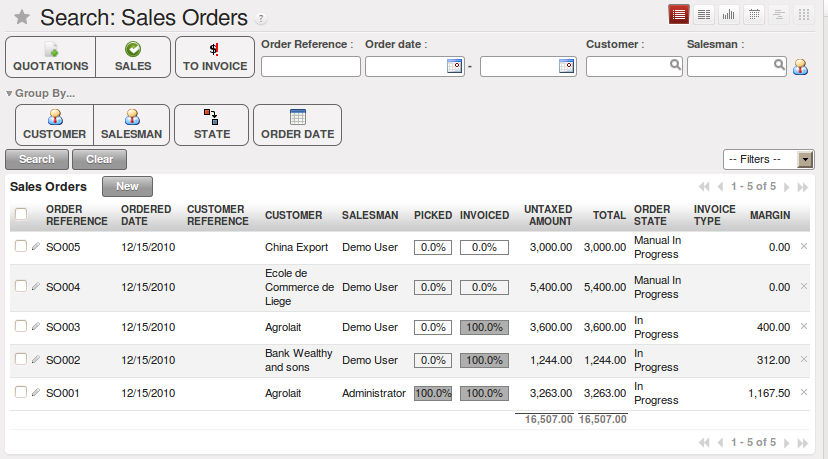 Search: Sales Orders ?
Order Reference : Order date : Customer : Salesman :
QUOTATIONS SALES TO INVOICE -
Group By...
CUSTOMER SALESMAN STATE ORDER DATE
Search Clear -- Filters --
Sales Orders New 1 - 5 of 5
ORDER REFERENCE ORDERED DATE CUSTOMER REFERENCE CUSTOMER SALESMAN PICKED INVOICED UNTAXED AMOUNT TOTAL ORDER STATE INVOICE TYPE MARGIN
SO005 12/15/2010 China Export Demo User 0.0% 0.0% 3,000.00 3,000.00 Manual In Progress 0.00
SO004 12/15/2010 Ecole de Commerce de Liege Demo User 0.0% 0.0% 5,400.00 5,400.00 Manual In Progress 0.00
SO003 12/15/2010 Agrolait Demo User 0.0% 100.0% 3,600.00 3,600.00 In Progress 400.00
SO002 12/15/2010 Bank Wealthy and sons Demo User 0.0% 100.0% 1,244.00 1,244.00 In Progress 312.00
SO001 12/15/2010 Agrolait Administrator 100.0% 100.0% 3,263.00 3,263.00 In Progress 1,167.50
16,507.00 16,507.00
1 - 5 of 5